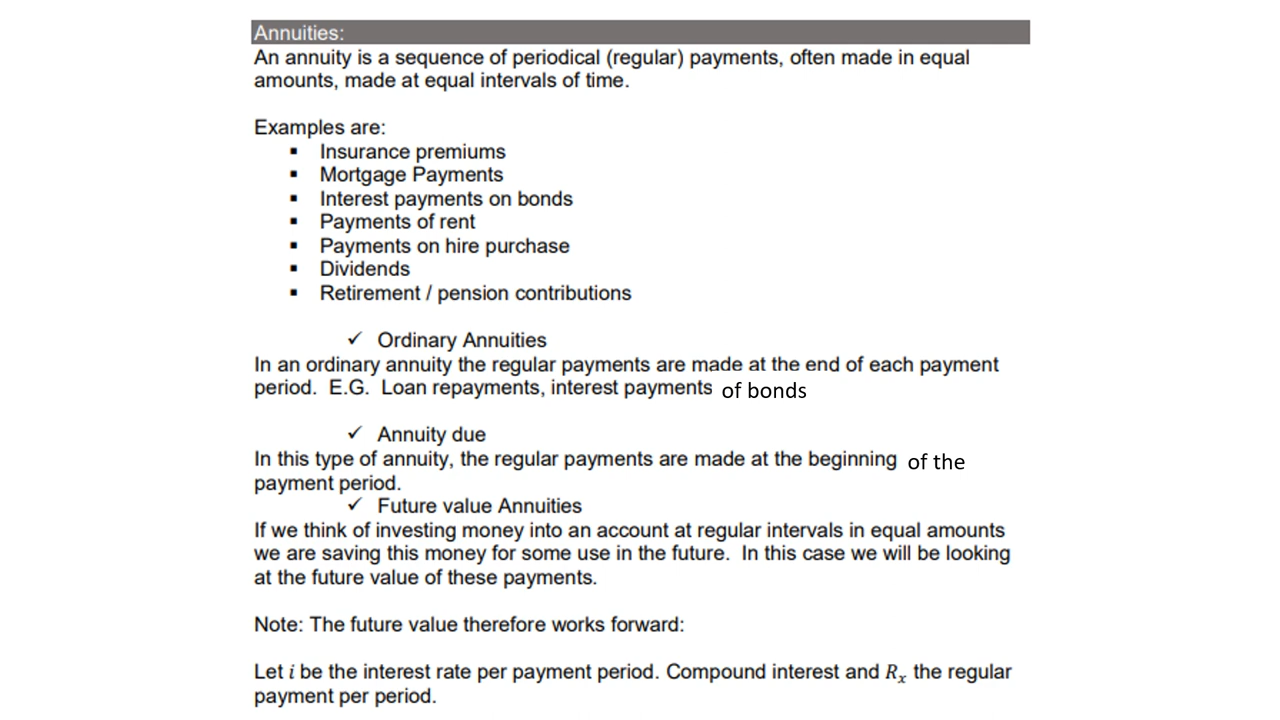 Annuities:
An annuity is a sequence of periodical (regular) payments, often made in equal
amounts, made at equal intervals of time.
Examples are:
▪ Insurance premiums
▪ Mortgage Payments
▪ Interest payments on bonds
▪ Payments of rent
▪ Payments on hire purchase
▪ Dividends
▪ Retirement / pension contributions
✓ Ordinary Annuities
In an ordinary annuity the regular payments are made at the end of each payment
period. E.G. Loan repayments, interest payments of bonds
✓ Annuity due
In this type of annuity, the regular payments are made at the beginning of the
payment period.
✓ Future value Annuities
If we think of investing money into an account at regular intervals in equal amounts
we are saving this money for some use in the future. In this case we will be looking
at the future value of these payments.
Note: The future value therefore works forward:
Let i be the interest rate per payment period. Compound interest and Rₓ the regular
payment per period.